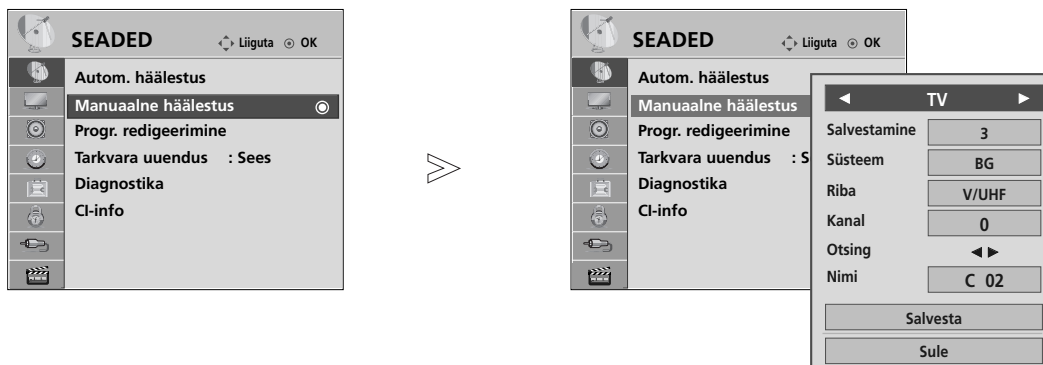 SEADED Liiguta OK
Autom. häälestus
Manuaalne häälestus
Progr. redigeerimine
Tarkvara uuendus : Sees
Diagnostika
CI-info
SEADED Liiguta OK
Autom. häälestus
Manuaalne häälestus
Progr. redigeerimine
Tarkvara uuendus : S
Diagnostika
CI-info
TV
Salvestamine 3
Süsteem BG
Riba V/UHF
Kanal 0
Otsing
Nimi C 02
Salvesta
Sule